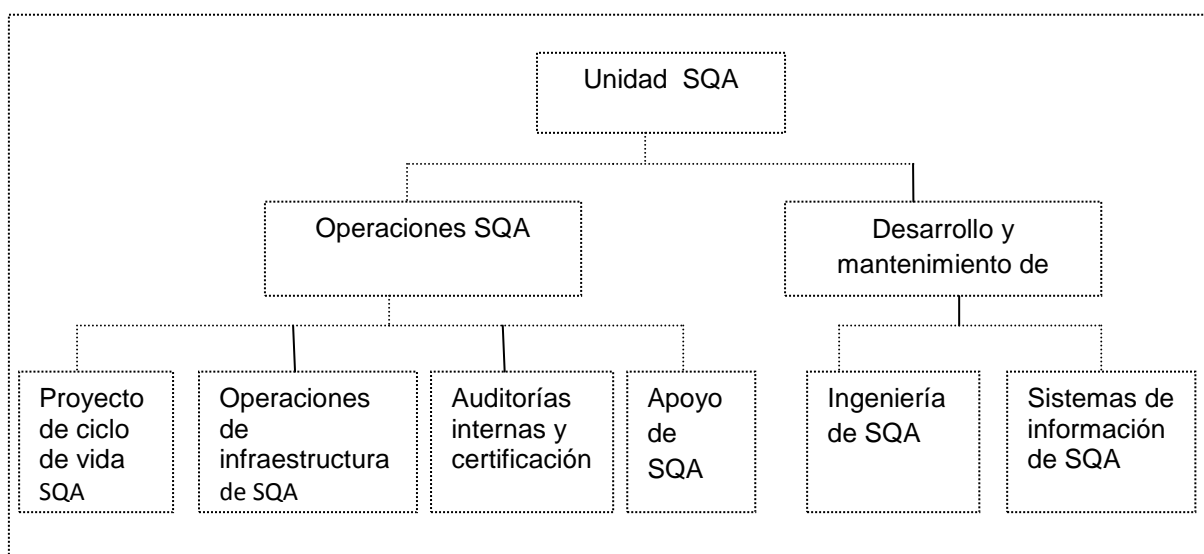 Unidad SQA
Operaciones SQA
Desarrollo y
mantenimiento de
Proyecto
de ciclo
de vida
SQA
Operaciones
de
infraestructura
de SQA
Auditorías
internas y
certificación
Apoyo
de
SQA
Ingeniería
de SQA
Sistemas de
información
de SQA